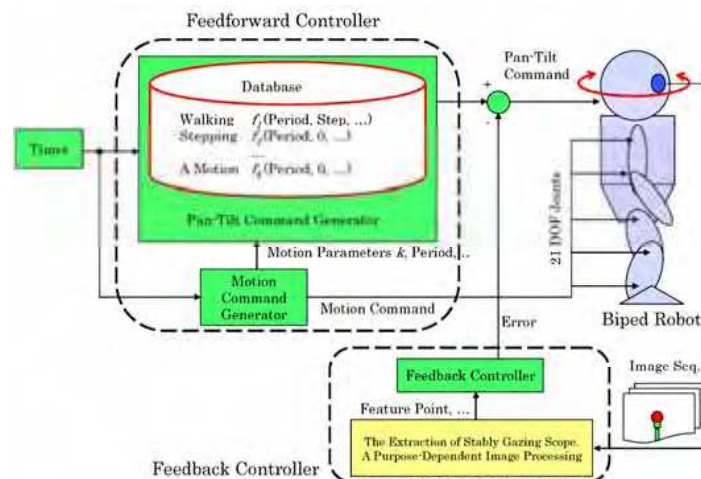 Feedforward Controller
Pan-Tilt
Command
Database
+
Walking f1(Period, Step, ...)
Stepping f2(Period, 0, ...)
...
A Motion (Period, 0, ...)
-
Times
Pan-Tilt Command Generator
Motion Parameters k, Period,..
Motion
Command
Generator
Motion Command
21 DOF Joints
Biped Robot
Error
Feedback Controller
Feature Point, ...
Image Seq.
The Extraction of Stably Gazing Scope.
A Purpose-Dependent Image Processing
Feedback Controller